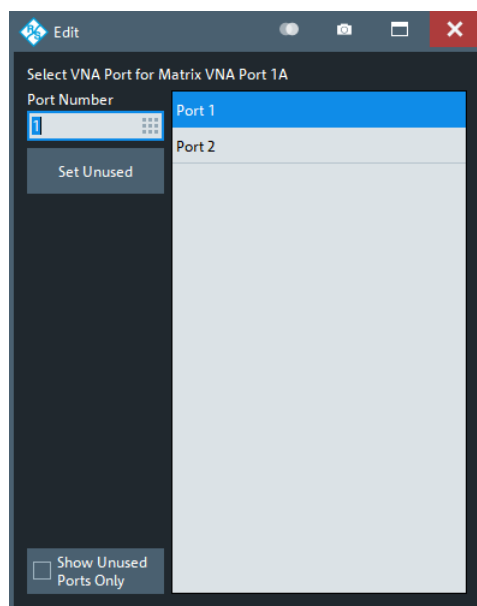 Edit
Select VNA Port for Matrix VNA Port 1A
Port Number
1
Set Unused
Port 1
Port 2
Show Unused
Ports Only